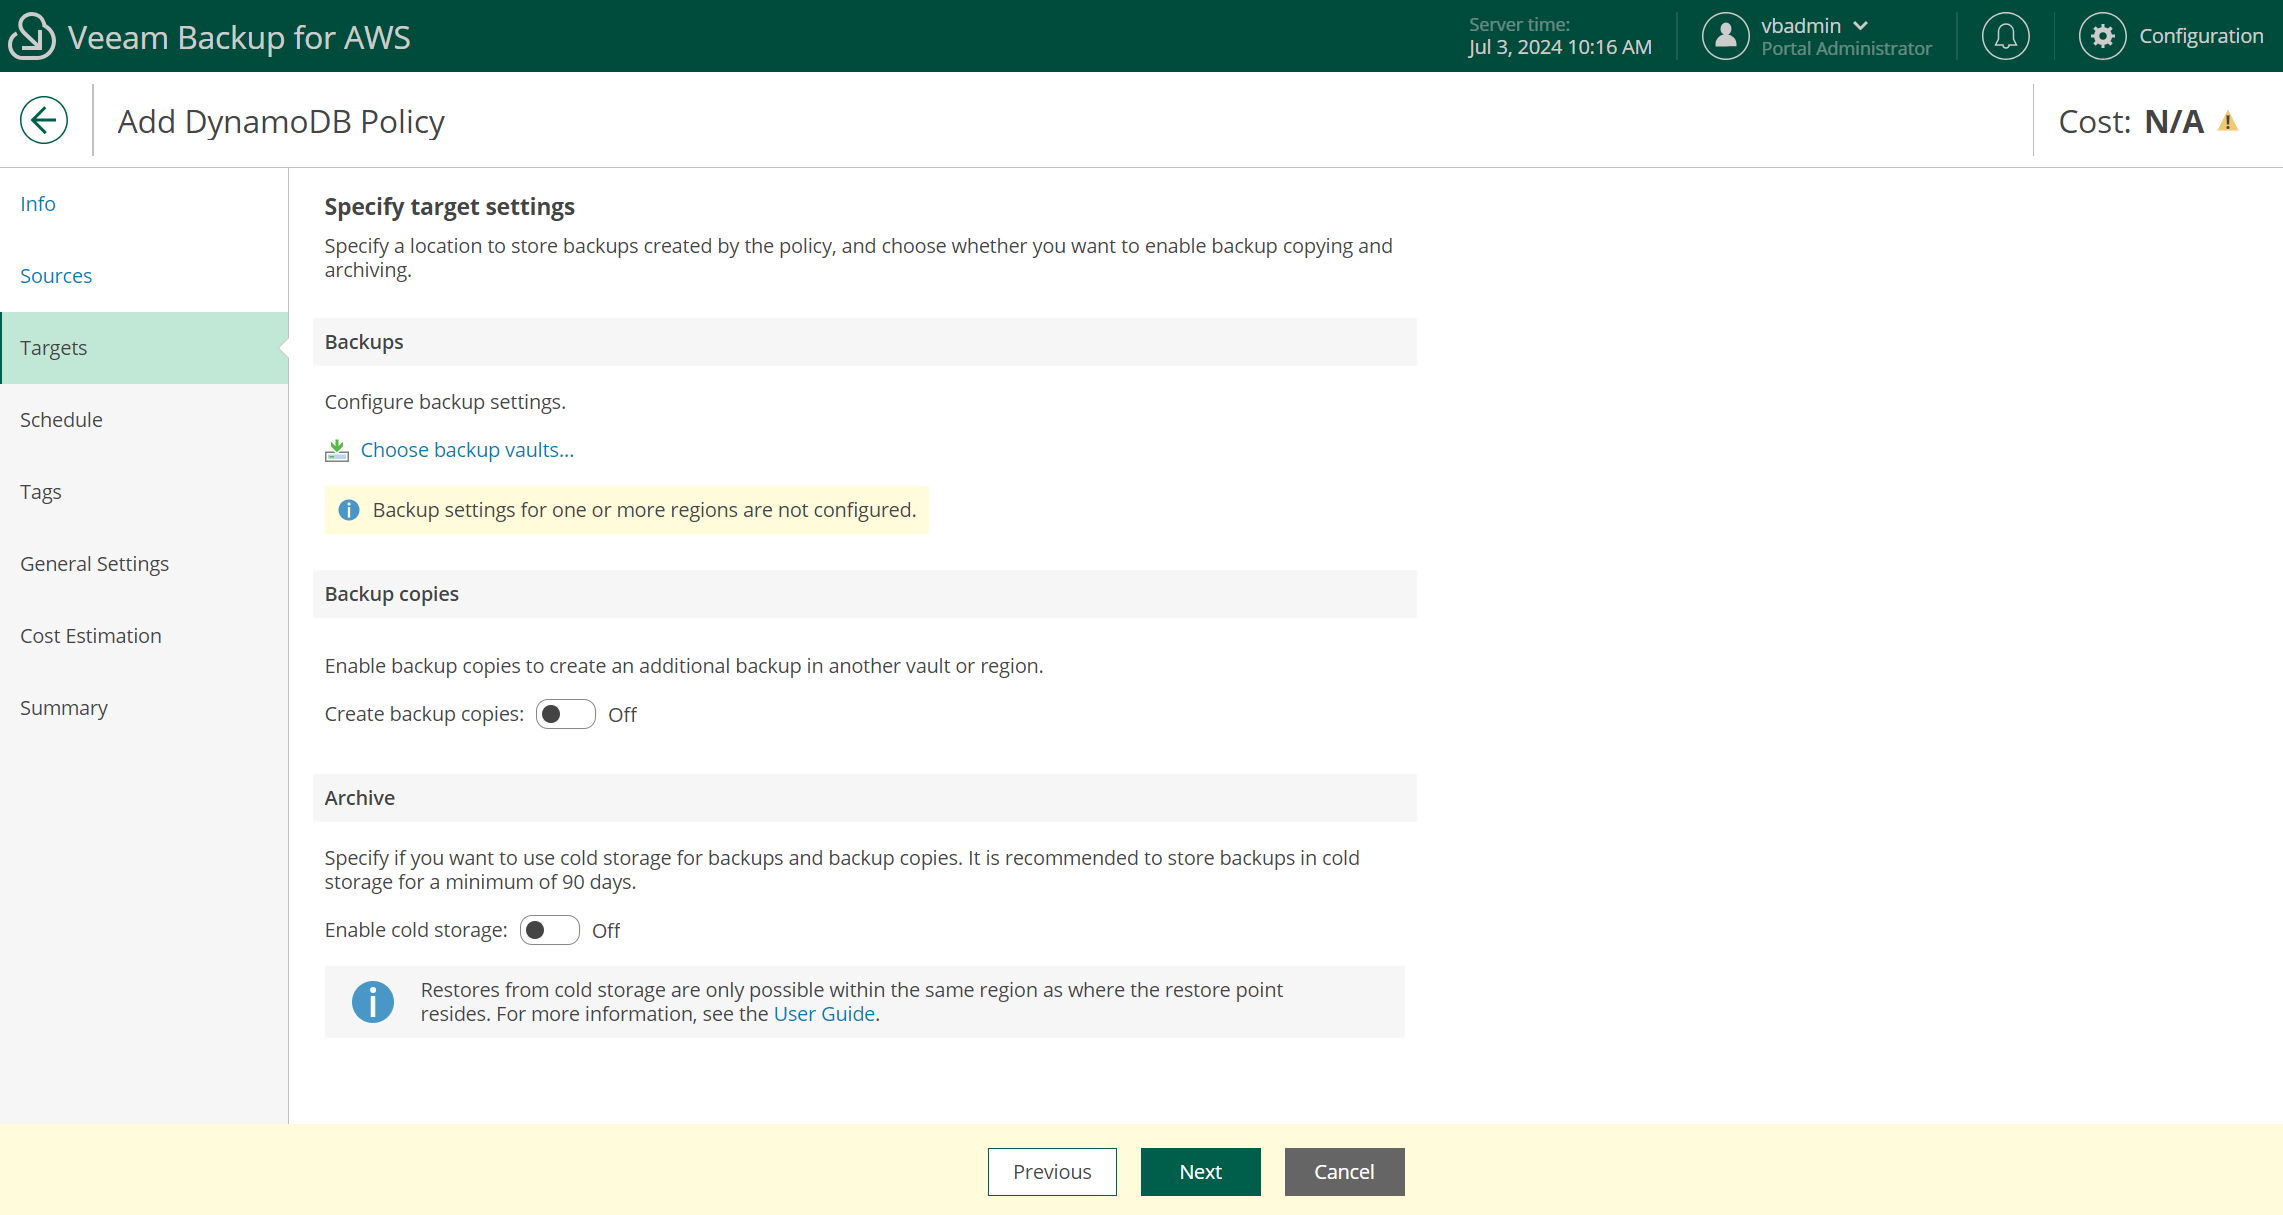 Veeam Backup for AWS
Server time:
Jul 3, 2024 10:16 AM
vbadmin
Portal Administrator
Configuration
Add DynamoDB Policy
Cost: N/A
Info
Sources
Targets
Schedule
Tags
General Settings
Cost Estimation
Summary
Specify target settings
Specify a location to store backups created by the policy, and choose whether you want to enable backup copying and
archiving.
Backups
Configure backup settings.
Choose backup vaults...
Backup settings for one or more regions are not configured.
Backup copies
Enable backup copies to create an additional backup in another vault or region.
Create backup copies: Off
Archive
Specify if you want to use cold storage for backups and backup copies. It is recommended to store backups in cold
storage for a minimum of 90 days.
Enable cold storage: Off
Restores from cold storage are only possible within the same region as where the restore point
resides. For more information, see the User Guide.
Previous
Next
Cancel